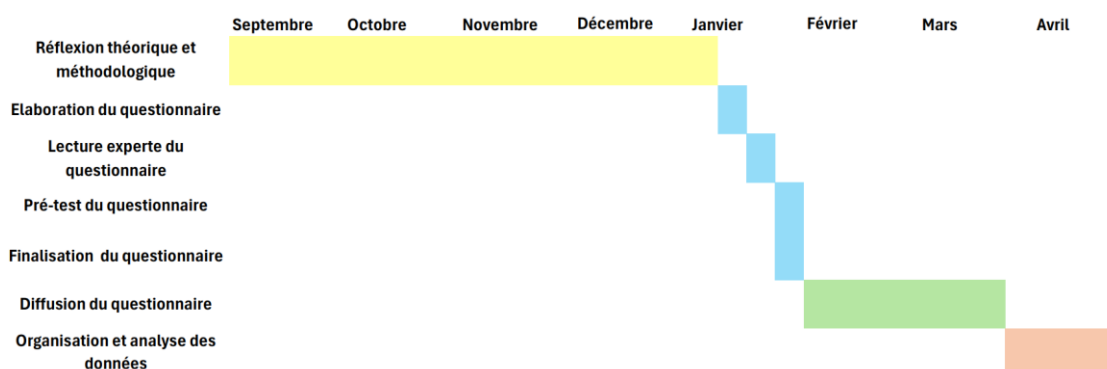 Septembre Octobre Novembre Décembre Janvier Février Mars Avril
Réflexion théorique et
méthodologique
Elaboration du questionnaire
Lecture experte du
questionnaire
Pré-test du questionnaire
Finalisation du questionnaire
Diffusion du questionnaire
Organisation et analyse des
données